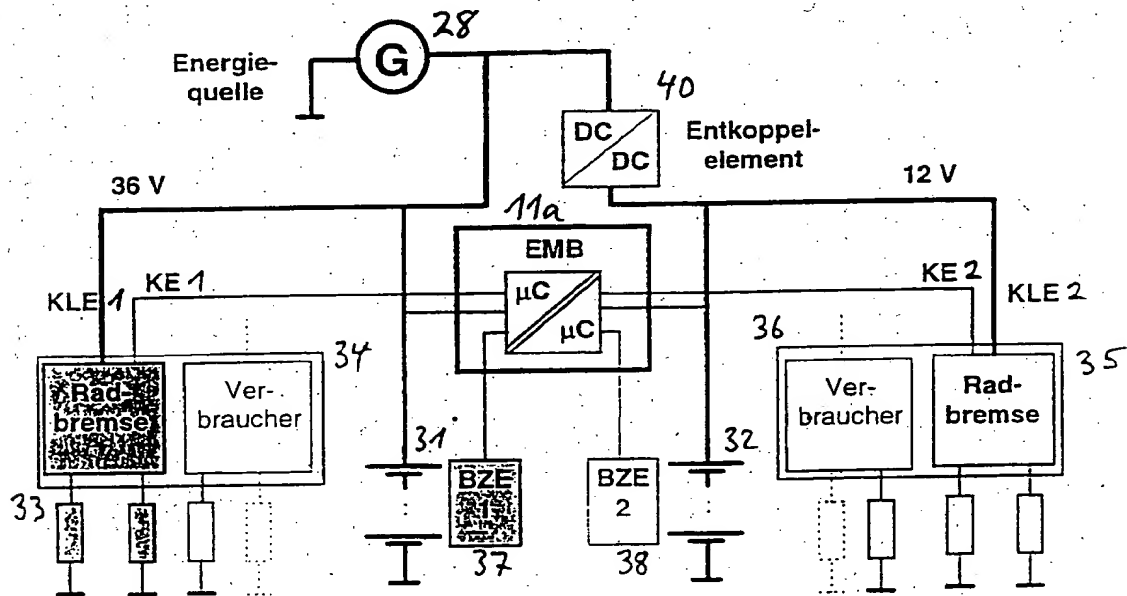 28
Energie-
quelle
G
40
DC
DC
Entkoppel-
element
36 V
12 V
11a
EMB
KLE 1
KE 1
µC
µC
KE 2
KLE 2
34
36
35
Rad-
bremse
Ver-
braucher
Ver-
braucher
Rad-
bremse
31
32
33
BZE
1
BZE
2
37
38